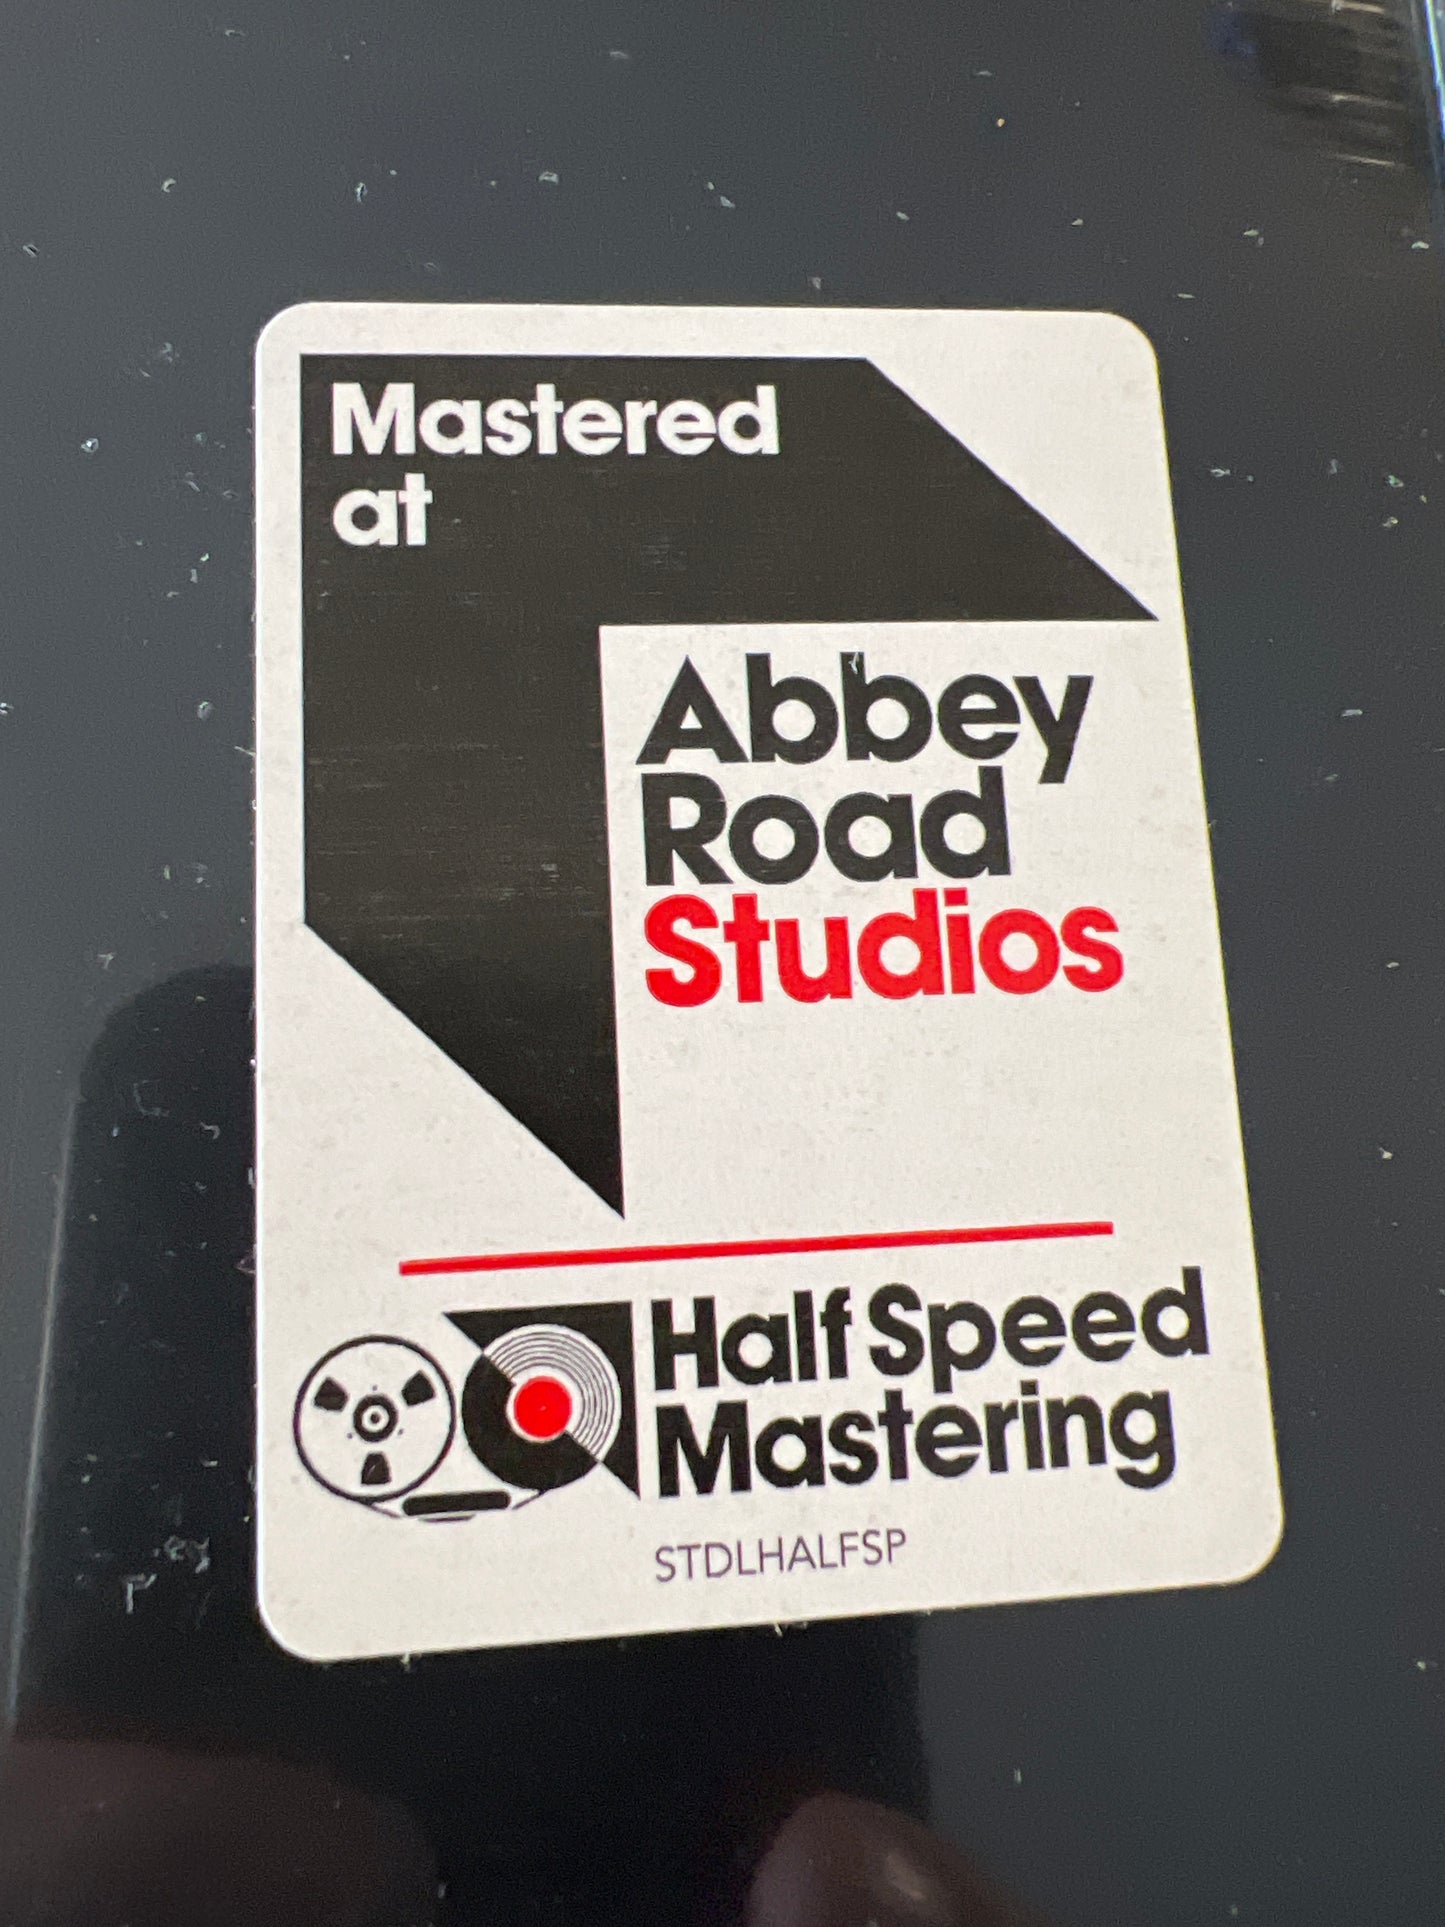 Mastered
at
Abbey
Road
Studios
Half Speed
Mastering
STDLHALFSP